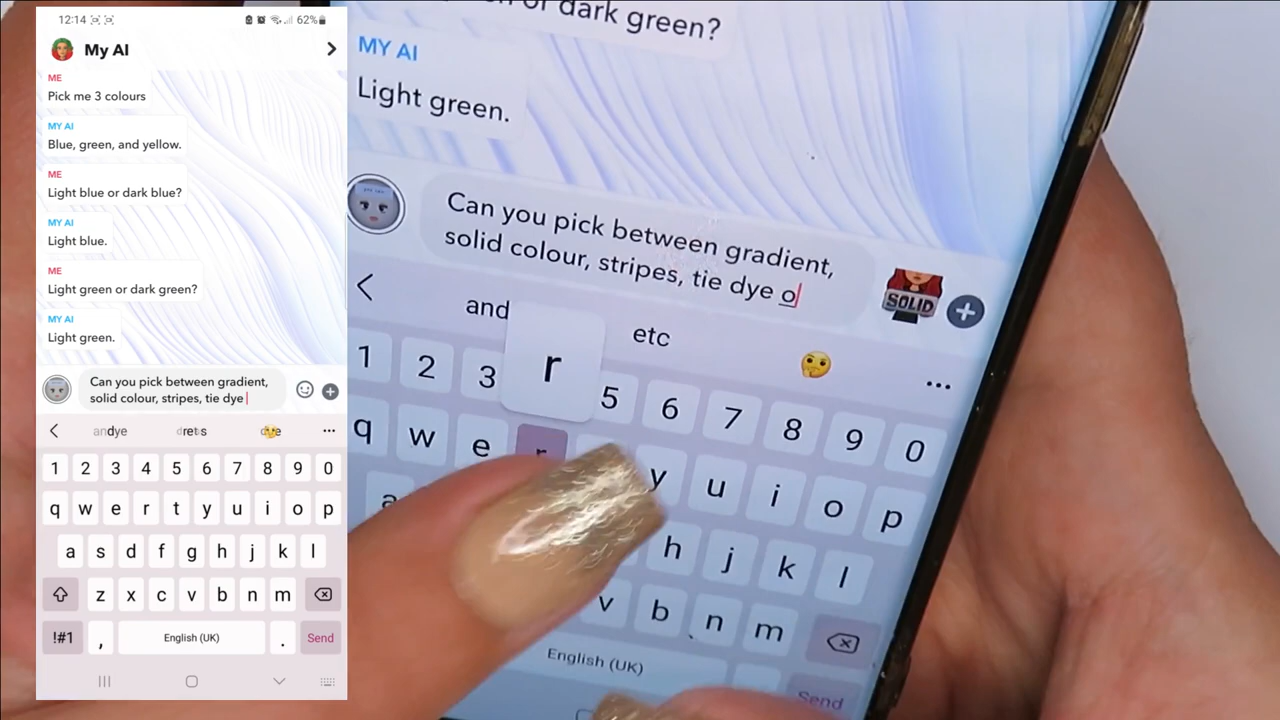 12:14
62%
My AI
ME
Pick me 3 colours
MY AI
Blue, green, and yellow.
ME
Light blue or dark blue?
MY AI
Light blue.
ME
Light green or dark green?
MY AI
Light green.
Can you pick between gradient,
solid colour, stripes, tie dye
1 2 3 4 5 6 7 8 9 0
q w e r t y u i o p
a s d f g h j k l
z x c v b n m
!#1 , English (UK) . Send
or dark green?
MY AI
Light green.
Can you pick between gradient,
solid colour, stripes, tie dye o
SOLID
and etc ...
r
1 2 3 5 6 7 8 9 0
q w e r y u i o p
a h j k l
v b n m
English (UK)
Send